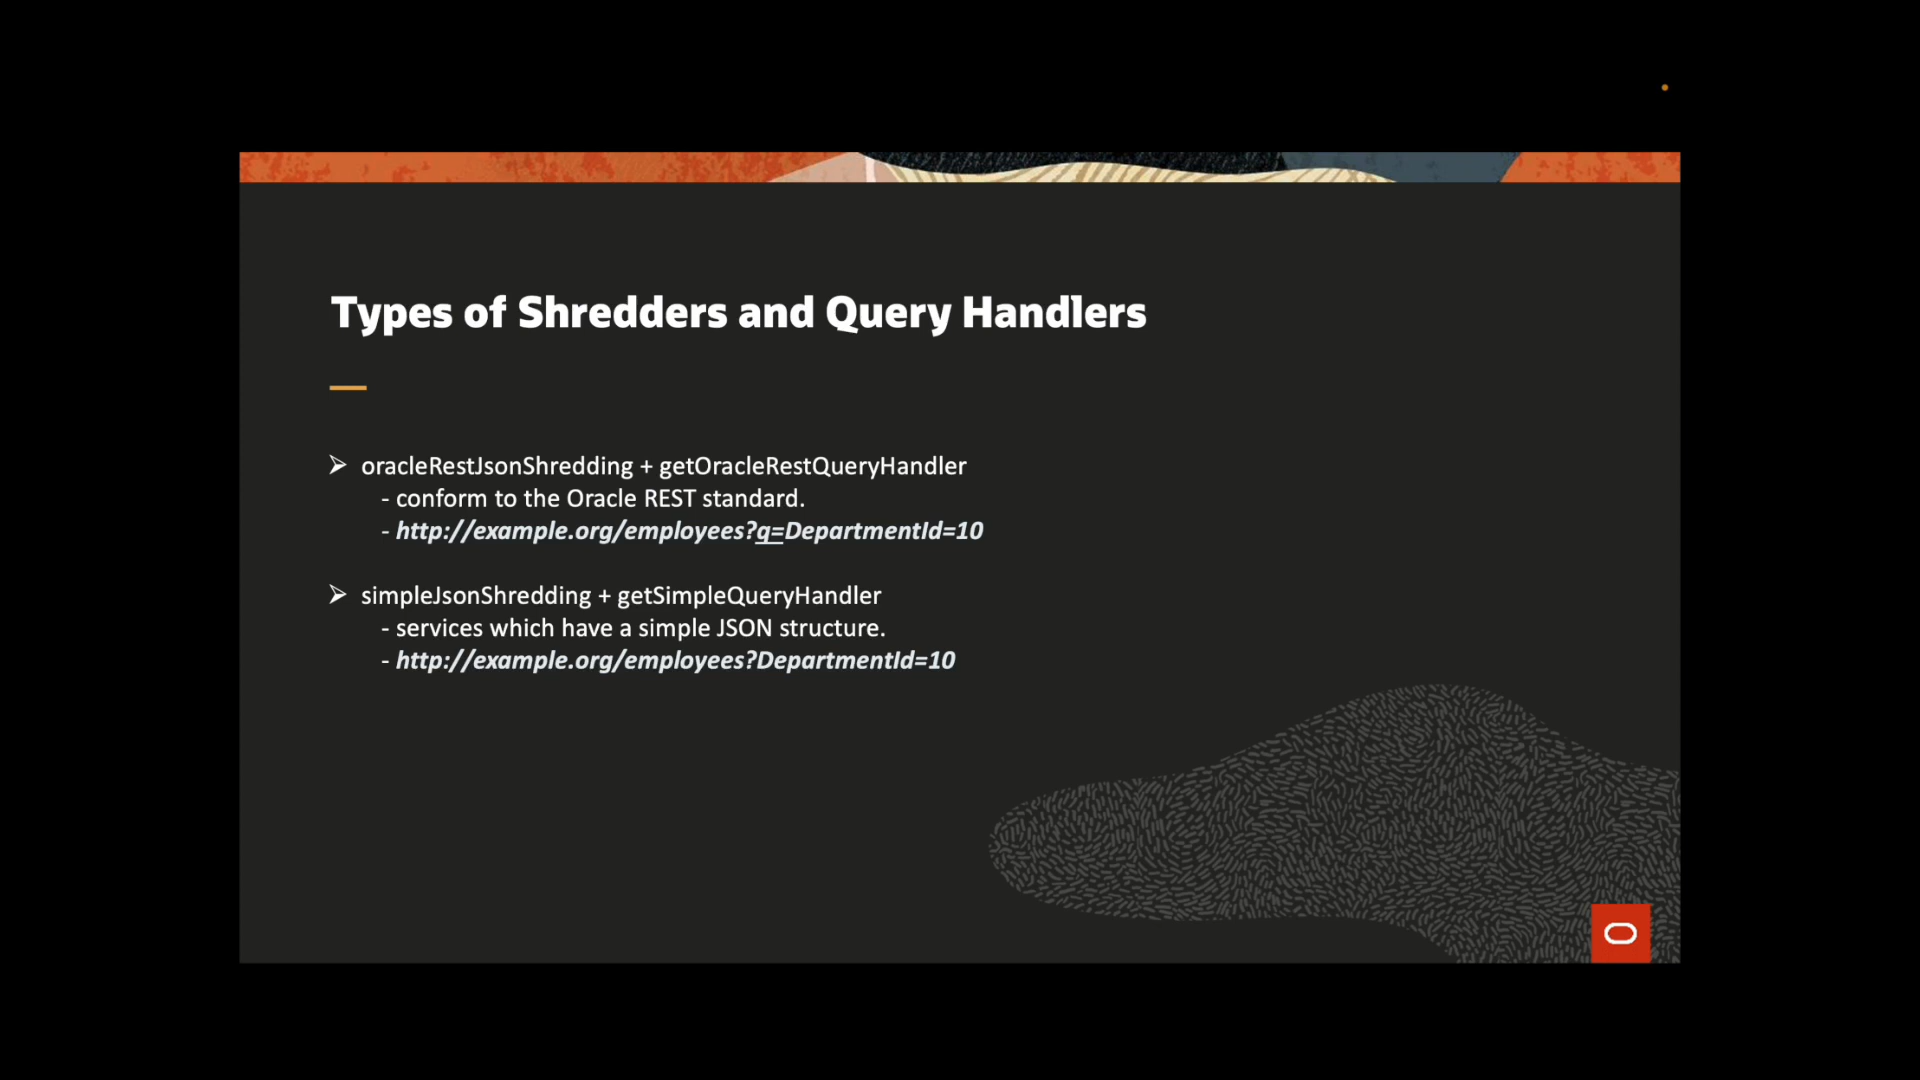 Types of Shredders and Query Handlers
➢ oracleRestJsonShredding + getOracleRestQueryHandler
- conform to the Oracle REST standard.
- http://example.org/employees?q=DepartmentId=10
➢ simpleJsonShredding + getSimpleQueryHandler
- services which have a simple JSON structure.
- http://example.org/employees?DepartmentId=10